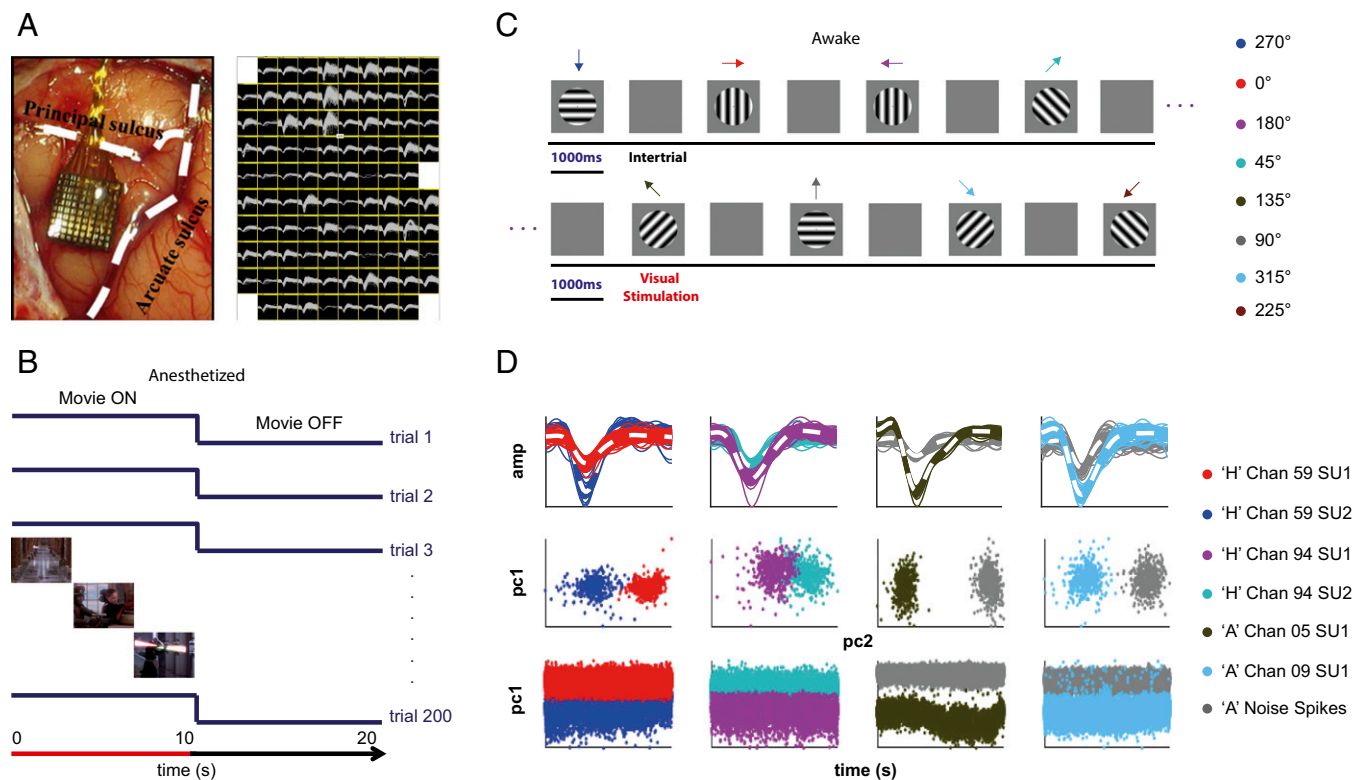 A
Principal sulcus
Arcuate sulcus
B
Anesthetized
Movie ON
Movie OFF
trial 1
trial 2
trial 3
trial 200
0
10
20
time (s)
C
Awake
1000ms
Intertrial
1000ms
Visual
Stimulation
270°
0°
180°
45°
135°
90°
315°
225°
D
amp
pc1
pc2
pc1
time (s)
'H' Chan 59 SU1
'H' Chan 59 SU2
'H' Chan 94 SU1
'H' Chan 94 SU2
'A' Chan 05 SU1
'A' Chan 09 SU1
'A' Noise Spikes